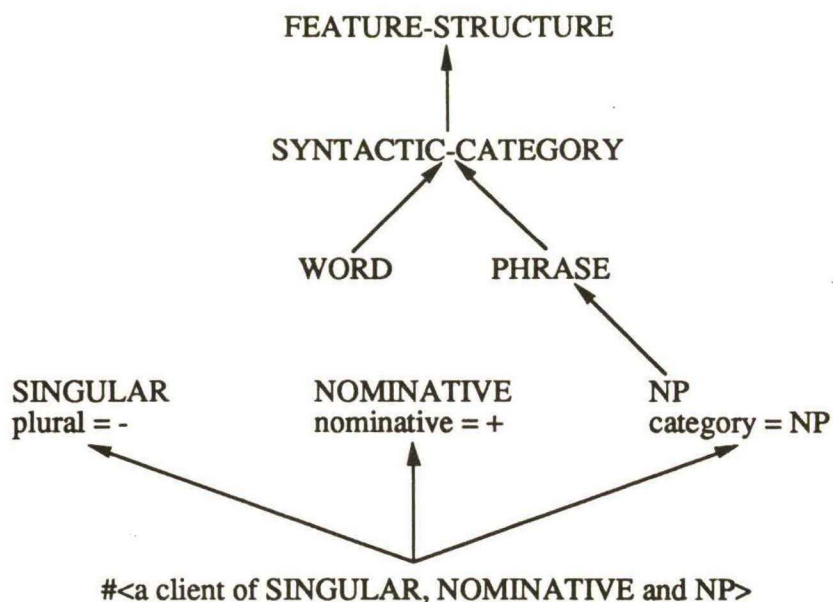 FEATURE-STRUCTURE
SYNTACTIC-CATEGORY
WORD PHRASE
SINGULAR NOMINATIVE NP
plural = - nominative = + category = NP
#<a client of SINGULAR, NOMINATIVE and NP>